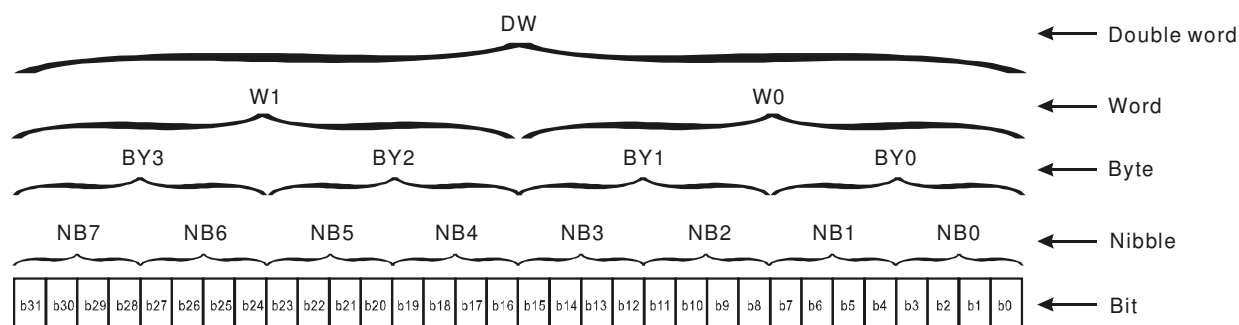 DW Double word
W1 W0 Word
BY3 BY2 BY1 BY0 Byte
NB7 NB6 NB5 NB4 NB3 NB2 NB1 NB0 Nibble
b31 b30 b29 b28 b27 b26 b25 b24 b23 b22 b21 b20 b19 b18 b17 b16 b15 b14 b13 b12 b11 b10 b9 b8 b7 b6 b5 b4 b3 b2 b1 b0 Bit